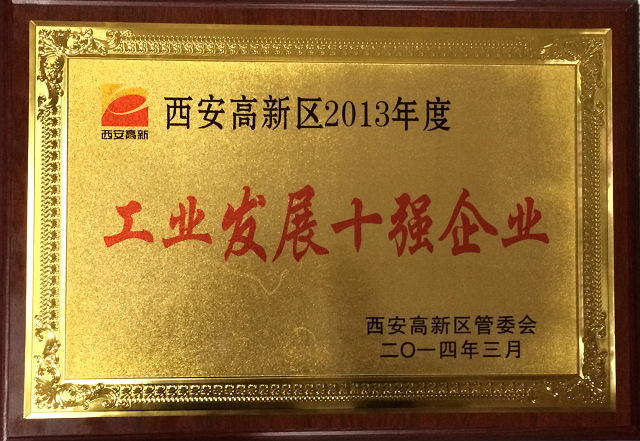 西安高新
西安高新区2013年度
工业发展十强企业
西安高新区管委会
二〇一四年三月